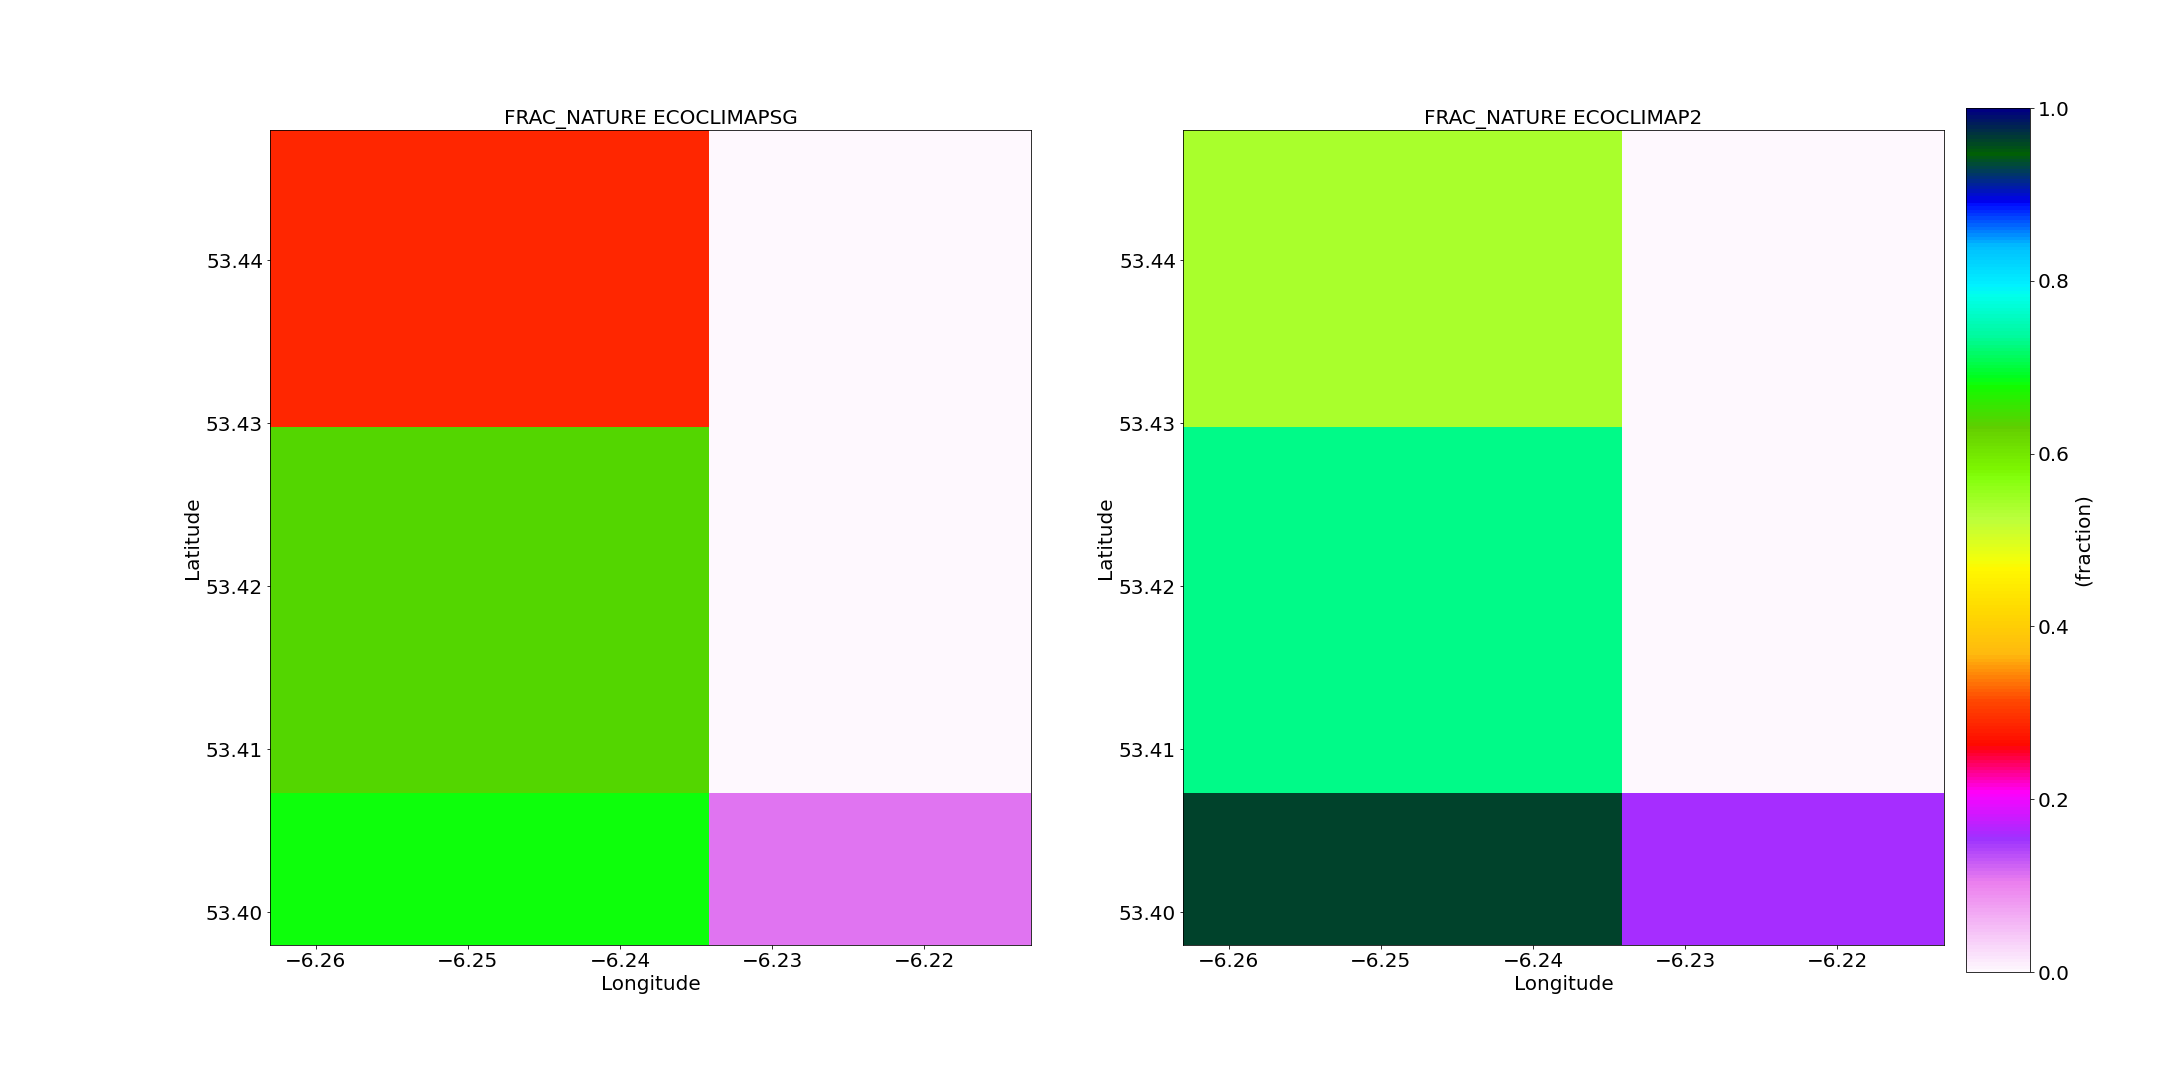 FRAC_NATURE ECOCLIMAPSG
Latitude
53.44
53.43
53.42
53.41
53.40
−6.26 −6.25 −6.24 −6.23 −6.22
Longitude
FRAC_NATURE ECOCLIMAP2
Latitude
53.44
53.43
53.42
53.41
53.40
−6.26 −6.25 −6.24 −6.23 −6.22
Longitude
1.0
0.8
0.6
0.4
0.2
0.0
(fraction)